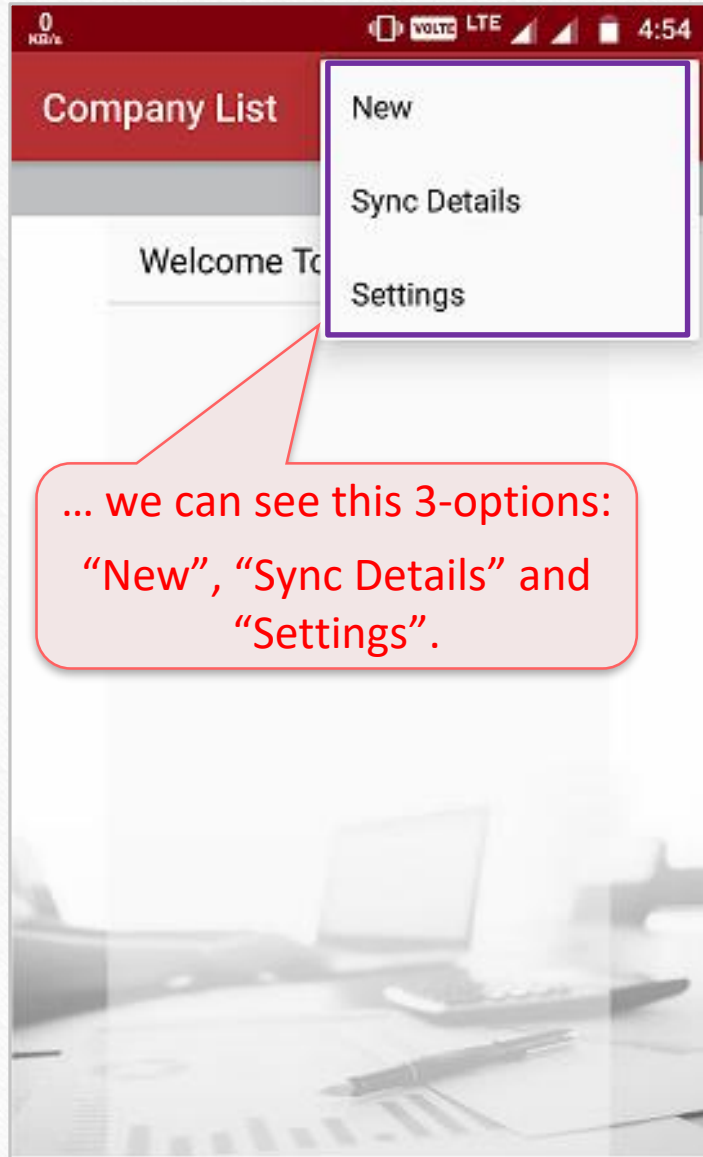 0
KB/s
VOLTE LTE 4:54
Company List
New
Sync Details
Welcome To
Settings
... we can see this 3-options:
“New”, “Sync Details” and
“Settings”.